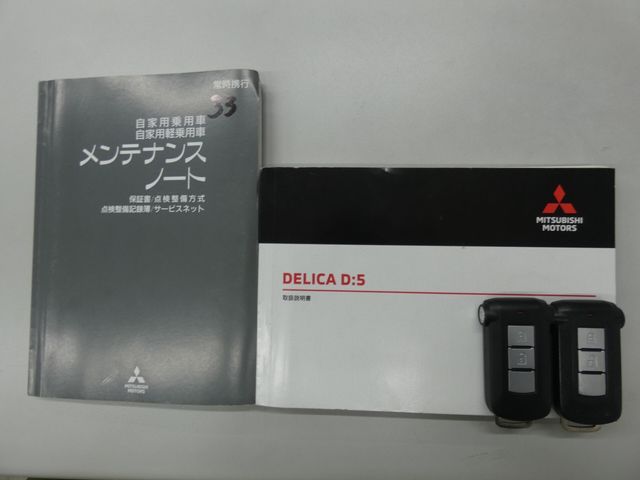 常時携行
33
自家用乗用車
自家用軽乗用車
メンテナンス
ノート
保証書/点検整備方式
点検整備記録簿/サービスネット
MITSUBISHI
MOTORS
MITSUBISHI
MOTORS
DELICA D:5
取扱説明書